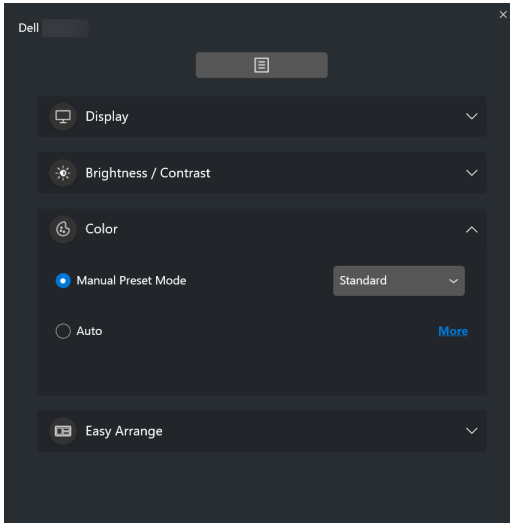 Dell
Display
Brightness / Contrast
Color
Manual Preset Mode Standard
Auto More
Easy Arrange